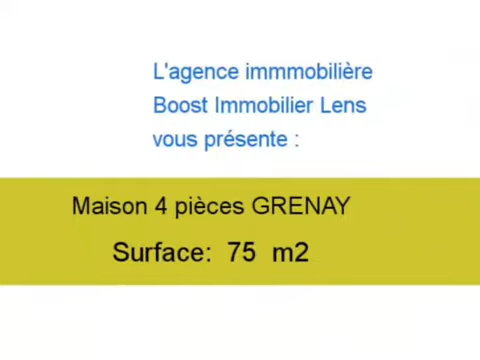 L'agence immmobilière
Boost Immobilier Lens
vous présente :
Maison 4 pièces GRENAY
Surface: 75 m2